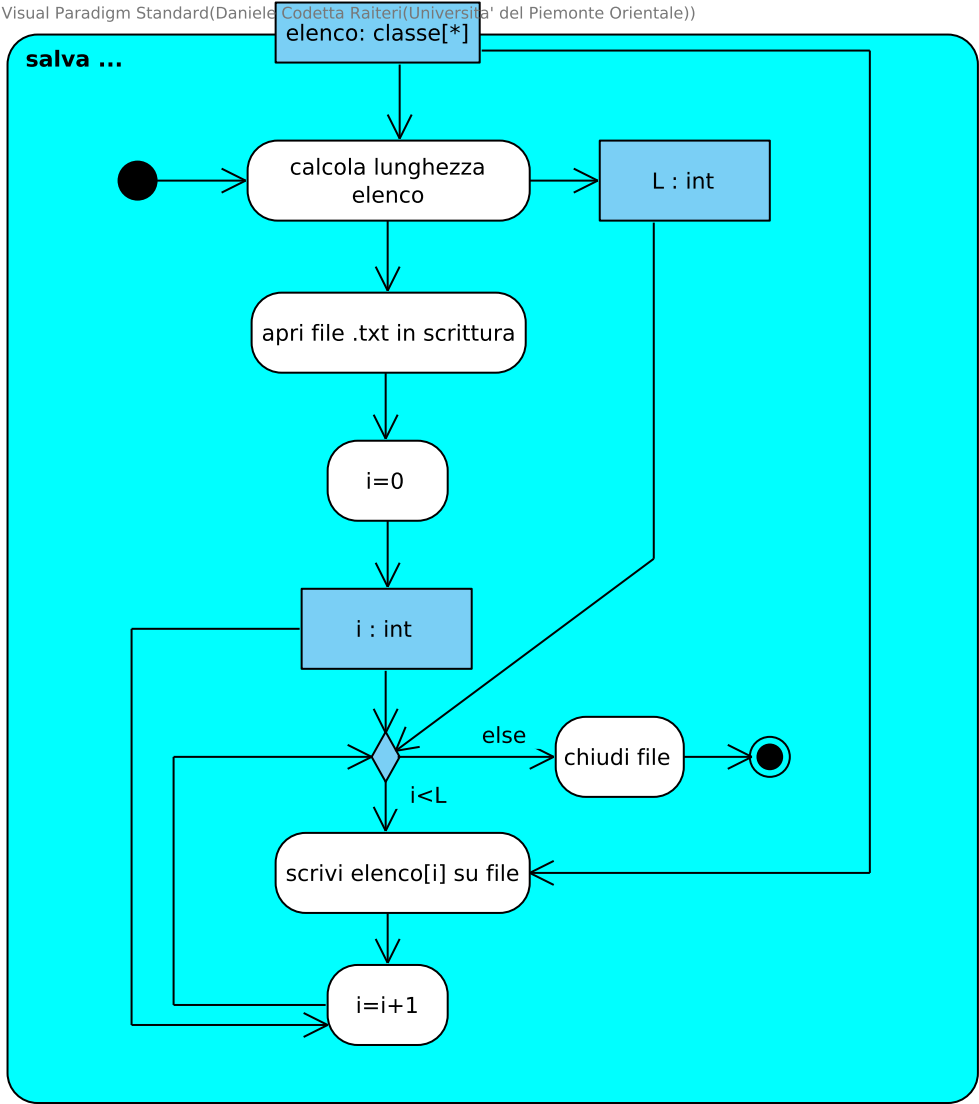 Visual Paradigm Standard(Daniele Codetta Raiteri(Universita' del Piemonte Orientale))
elenco: classe[*]
salva ...
calcola lunghezza
elenco
L : int
apri file .txt in scrittura
i=0
i : int
else
chiudi file
i<L
scrivi elenco[i] su file
i=i+1